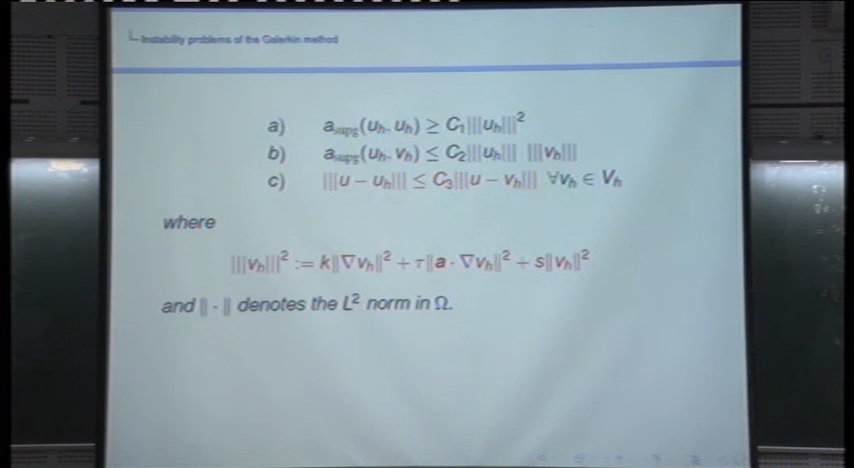 Instability problems of the Galerkin method
a) a_supg(u_h, u_h) ≥ C₁|||u_h|||²
b) a_supg(u_h, v_h) ≤ C₂|||u_h||| |||v_h|||
c) |||u − u_h||| ≤ C₃|||u − v_h||| ∀v_h ∈ V_h
where
|||v_h|||² := k‖∇v_h‖² + τ‖a · ∇v_h‖² + s‖v_h‖²
and ‖ · ‖ denotes the L² norm in Ω.